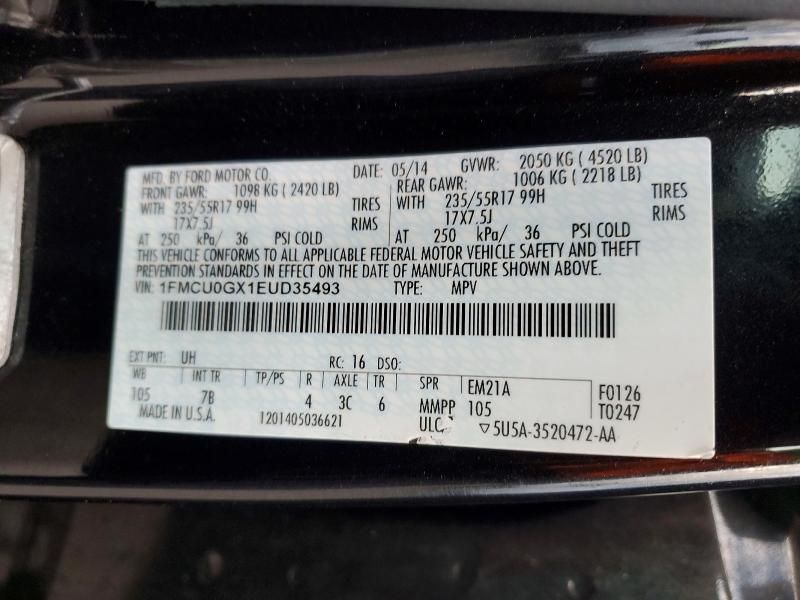 MFD. BY FORD MOTOR CO. DATE: 05/14 GVWR: 2050 KG ( 4520 LB)
FRONT GAWR: 1098 KG ( 2420 LB) REAR GAWR: 1006 KG ( 2218 LB)
WITH 235/55R17 99H TIRES WITH 235/55R17 99H TIRES
17X7.5J RIMS 17X7.5J RIMS
AT 250 kPa/ 36 PSI COLD AT 250 kPa/ 36 PSI COLD
THIS VEHICLE CONFORMS TO ALL APPLICABLE FEDERAL MOTOR VEHICLE SAFETY AND THEFT
PREVENTION STANDARDS IN EFFECT ON THE DATE OF MANUFACTURE SHOWN ABOVE.
VIN: 1FMCU0GX1EUD35493 TYPE: MPV
EXT PNT: UH RC: 16 DSO:
WB INT TR TP/PS R AXLE TR SPR EM21A F0126
105 7B 4 3C 6 MMPP 105 T0247
MADE IN U.S.A. 1201405036621 ULC ▽5U5A-3520472-AA